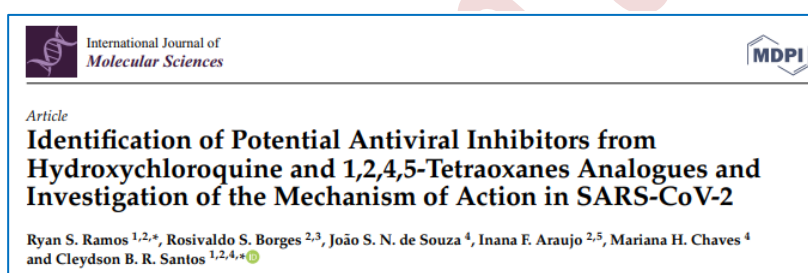 International Journal of
Molecular Sciences
MDPI
Article
Identification of Potential Antiviral Inhibitors from
Hydroxychloroquine and 1,2,4,5-Tetraoxanes Analogues and
Investigation of the Mechanism of Action in SARS-CoV-2
Ryan S. Ramos 1,2,*, Rosivaldo S. Borges 2,3, João S. N. de Souza 4, Inana F. Araujo 2,5, Mariana H. Chaves 4
and Cleydson B. R. Santos 1,2,4,*